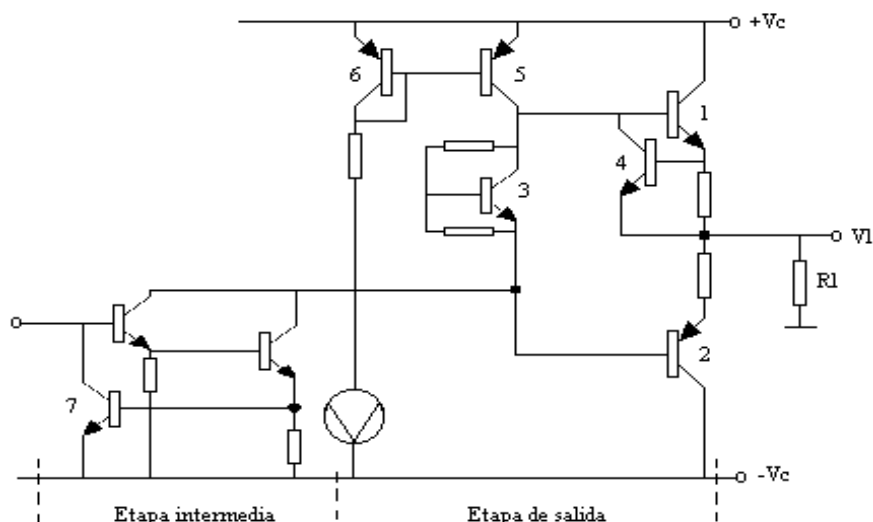 +Vc
6
5
1
4
3
Vl
Rl
2
7
-Vc
Etapa intermedia
Etapa de salida